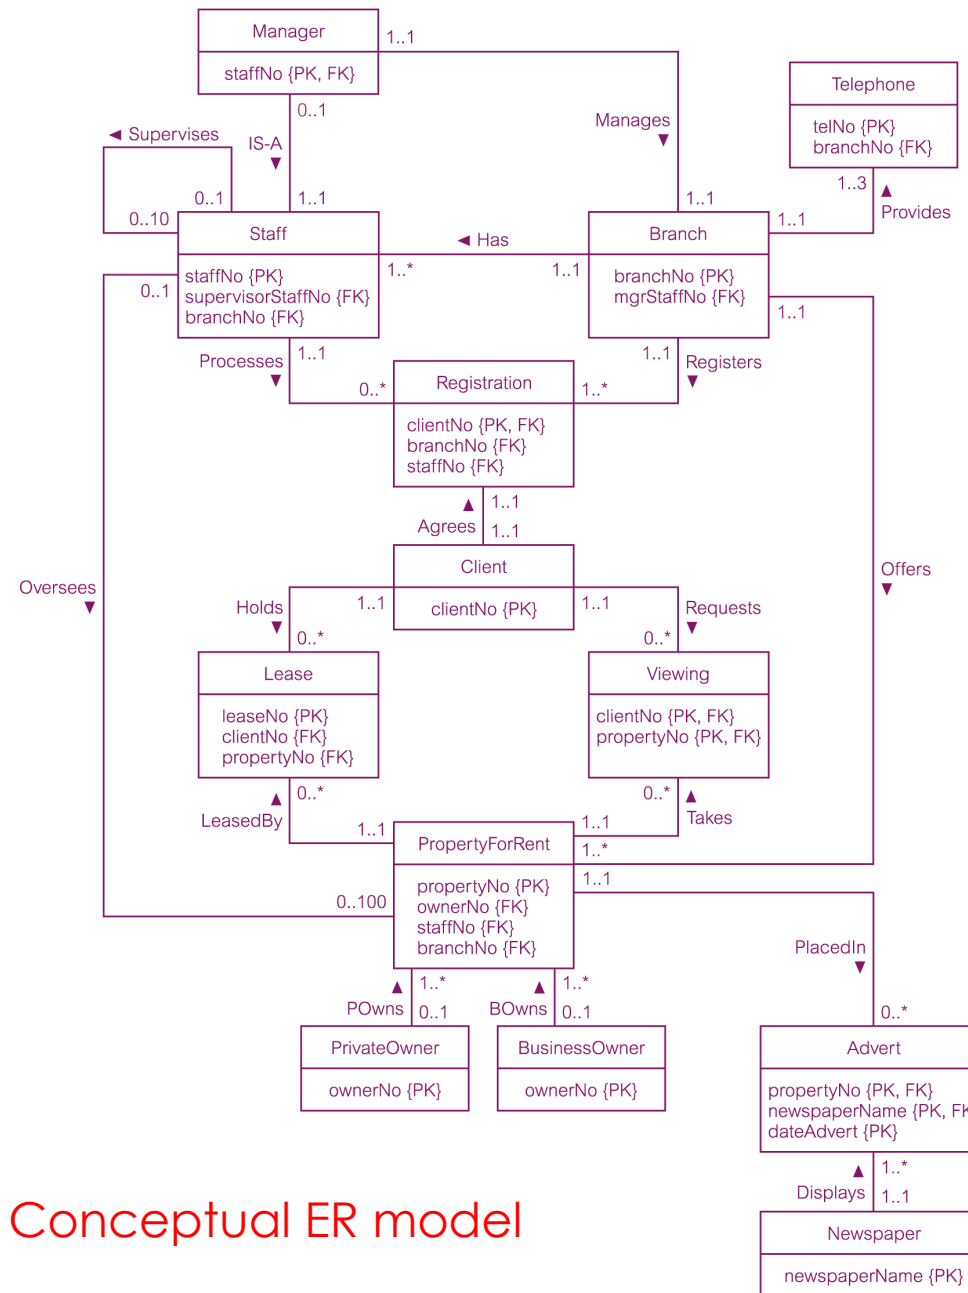 Manager
1..1
staffNo {PK, FK}
Telephone
telNo {PK}
branchNo {FK}
0..1
Manages
▼
◄ Supervises
IS-A
▼
1..3
▲
Provides
0..1
0..10
1..1
1..1
1..1
Staff
◄ Has
Branch
staffNo {PK}
supervisorStaffNo {FK}
branchNo {FK}
1..*
1..1
branchNo {PK}
mgrStaffNo {FK}
0..1
1..1
1..1
1..1
Processes
▼
Registers
▼
0..*
Registration
1..*
clientNo {PK, FK}
branchNo {FK}
staffNo {FK}
▲
Agrees
1..1
1..1
Client
clientNo {PK}
Oversees
▼
Offers
▼
Holds
▼
1..1
1..1
Requests
▼
0..*
0..*
Lease
Viewing
leaseNo {PK}
clientNo {FK}
propertyNo {FK}
clientNo {PK, FK}
propertyNo {PK, FK}
▲
LeasedBy
0..*
0..*
▲
Takes
1..1
1..1
PropertyForRent
1..*
1..1
propertyNo {PK}
ownerNo {FK}
staffNo {FK}
branchNo {FK}
0..100
PlacedIn
▼
▲
POwns
1..*
0..1
▲
BOwns
1..*
0..1
0..*
PrivateOwner
ownerNo {PK}
BusinessOwner
ownerNo {PK}
Advert
propertyNo {PK, FK}
newspaperName {PK, FK
dateAdvert {PK}
▲
Displays
1..*
1..1
Newspaper
newspaperName {PK}
Conceptual ER model